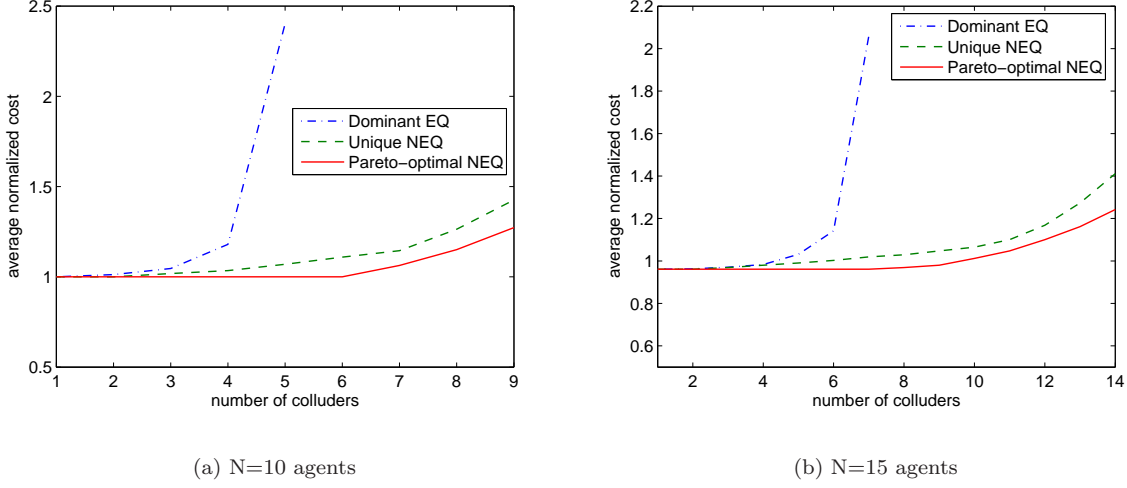 2.5
2
1.5
1
0.5
average normalized cost
Dominant EQ
Unique NEQ
Pareto−optimal NEQ
1 2 3 4 5 6 7 8 9
number of colluders
(a) N=10 agents
2.2
2
1.8
1.6
1.4
1.2
1
0.8
0.6
average normalized cost
Dominant EQ
Unique NEQ
Pareto−optimal NEQ
2 4 6 8 10 12 14
number of colluders
(b) N=15 agents